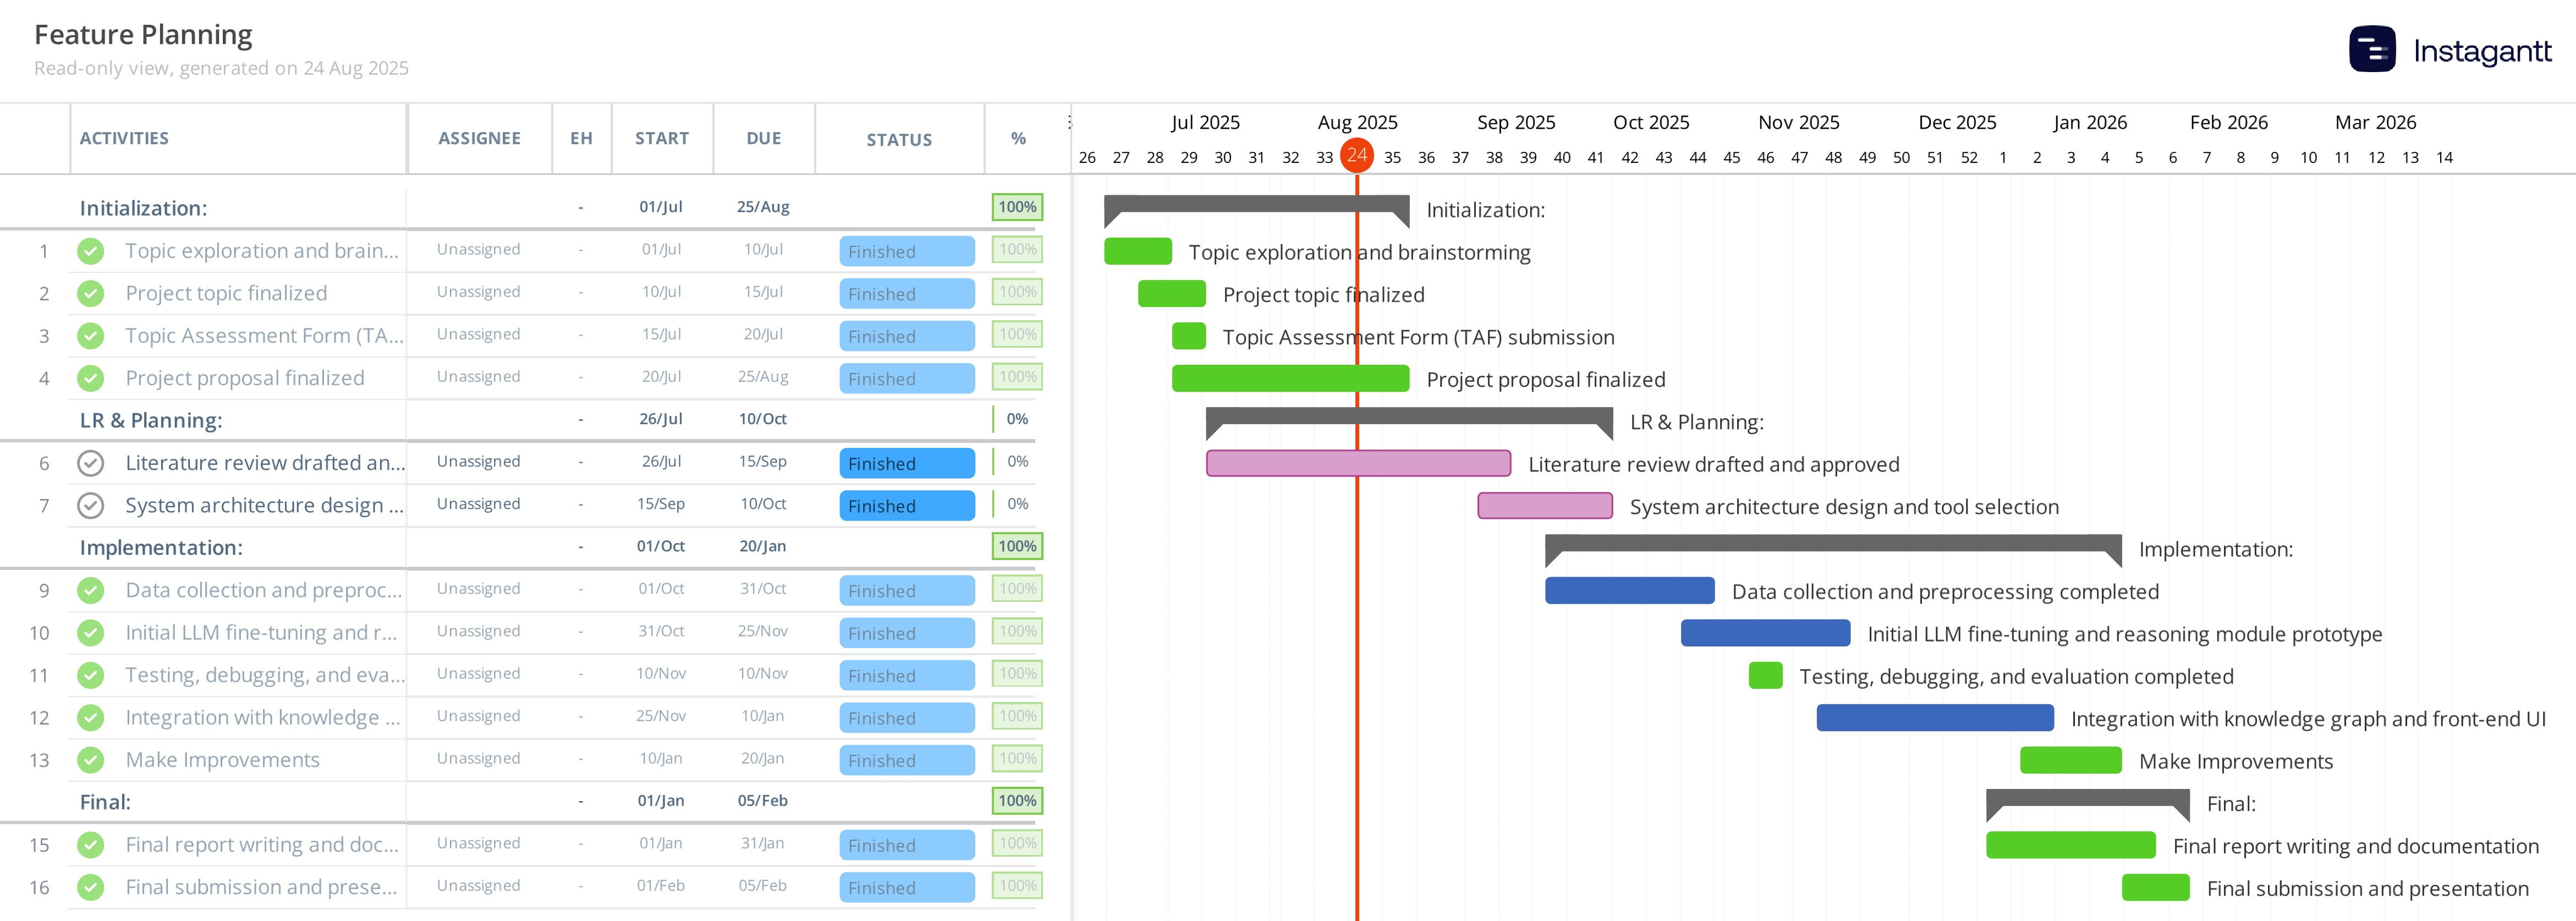 Feature Planning
Read-only view, generated on 24 Aug 2025
Instagantt
ACTIVITIES ASSIGNEE EH START DUE STATUS %
Jul 2025 Aug 2025 Sep 2025 Oct 2025 Nov 2025 Dec 2025 Jan 2026 Feb 2026 Mar 2026
26 27 28 29 30 31 32 33 24 35 36 37 38 39 40 41 42 43 44 45 46 47 48 49 50 51 52 1 2 3 4 5 6 7 8 9 10 11 12 13 14
Initialization: - 01/Jul 25/Aug 100% Initialization:
1 Topic exploration and brain... Unassigned - 01/Jul 10/Jul Finished 100% Topic exploration and brainstorming
2 Project topic finalized Unassigned - 10/Jul 15/Jul Finished 100% Project topic finalized
3 Topic Assessment Form (TA... Unassigned - 15/Jul 20/Jul Finished 100% Topic Assessment Form (TAF) submission
4 Project proposal finalized Unassigned - 20/Jul 25/Aug Finished 100% Project proposal finalized
LR & Planning: - 26/Jul 10/Oct 0% LR & Planning:
6 Literature review drafted an... Unassigned - 26/Jul 15/Sep Finished 0% Literature review drafted and approved
7 System architecture design ... Unassigned - 15/Sep 10/Oct Finished 0% System architecture design and tool selection
Implementation: - 01/Oct 20/Jan 100% Implementation:
9 Data collection and preproc... Unassigned - 01/Oct 31/Oct Finished 100% Data collection and preprocessing completed
10 Initial LLM fine-tuning and r... Unassigned - 31/Oct 25/Nov Finished 100% Initial LLM fine-tuning and reasoning module prototype
11 Testing, debugging, and eva... Unassigned - 10/Nov 10/Nov Finished 100% Testing, debugging, and evaluation completed
12 Integration with knowledge ... Unassigned - 25/Nov 10/Jan Finished 100% Integration with knowledge graph and front-end UI
13 Make Improvements Unassigned - 10/Jan 20/Jan Finished 100% Make Improvements
Final: - 01/Jan 05/Feb 100% Final:
15 Final report writing and doc... Unassigned - 01/Jan 31/Jan Finished 100% Final report writing and documentation
16 Final submission and prese... Unassigned - 01/Feb 05/Feb Finished 100% Final submission and presentation